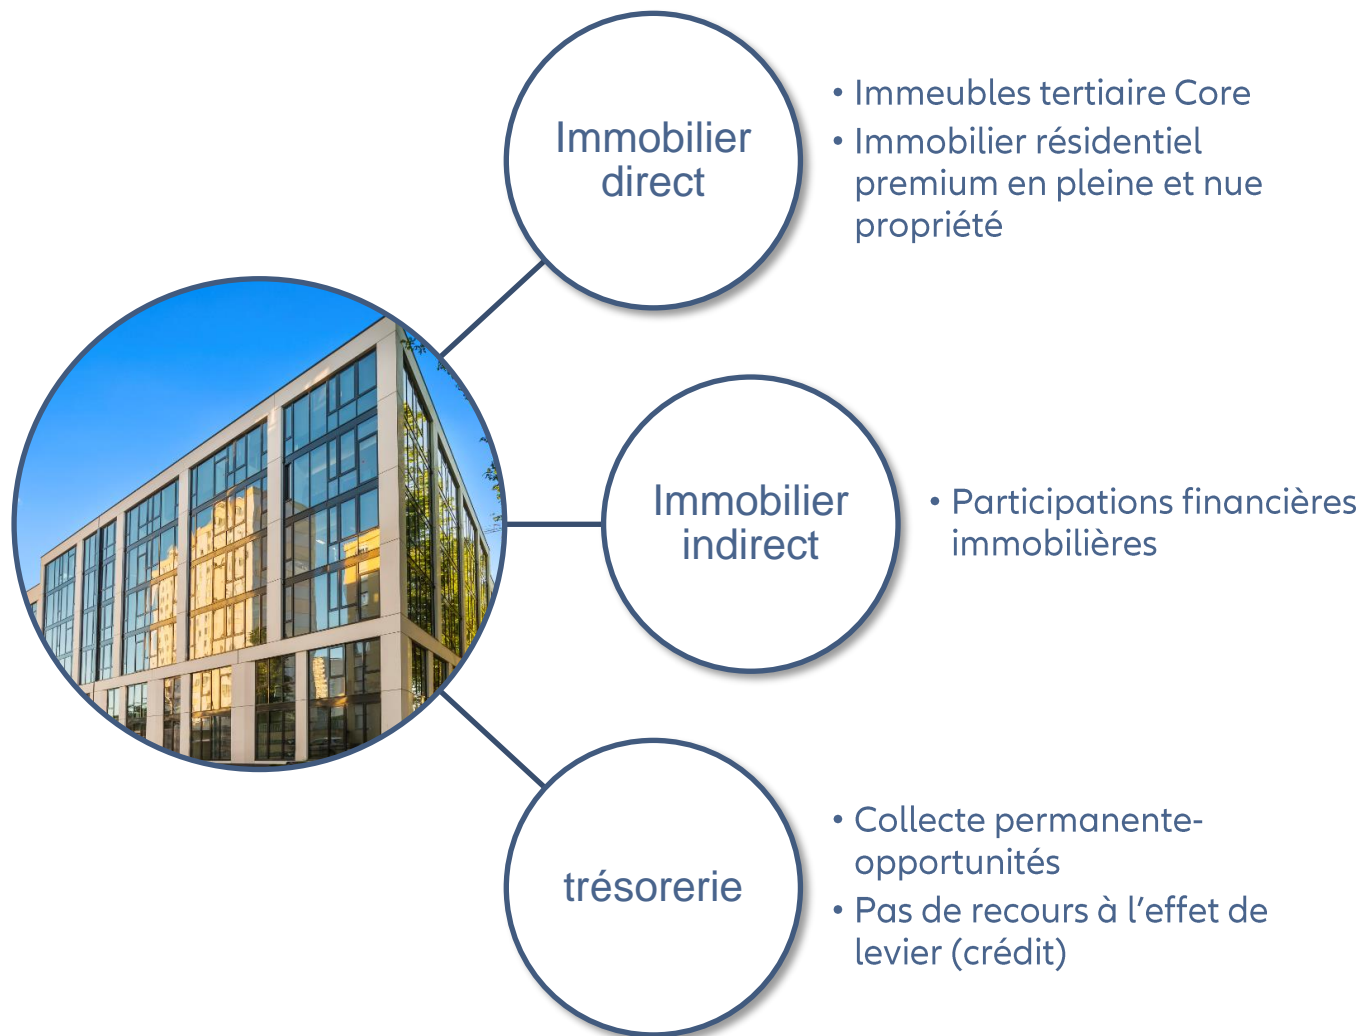 Immobilier
direct
• Immeubles tertiaire Core
• Immobilier résidentiel
premium en pleine et nue
propriété
Immobilier
indirect
• Participations financières
immobilières
trésorerie
• Collecte permanente-
opportunités
• Pas de recours à l’effet de
levier (crédit)